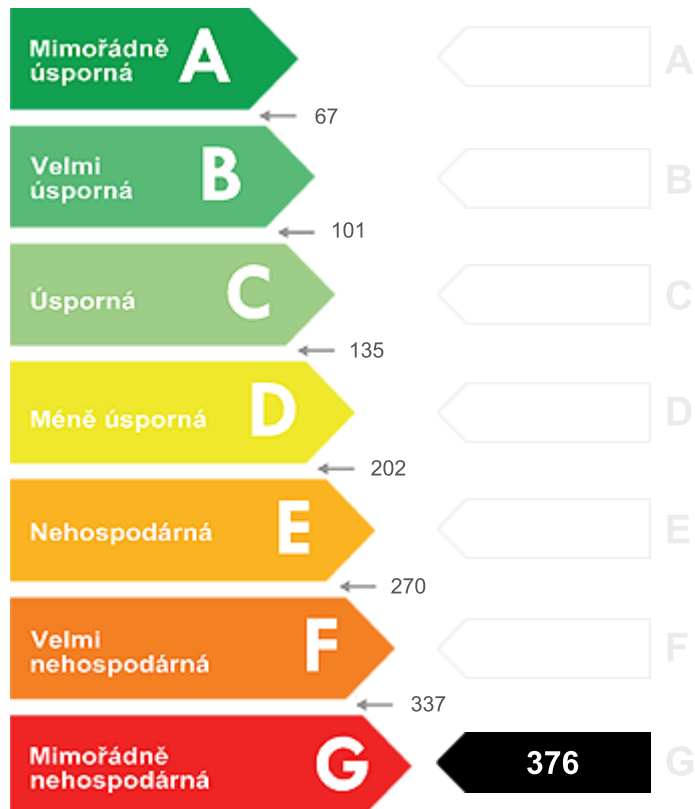 Mimořádně
úsporná
A
A
67
Velmi
úsporná
B
B
101
Úsporná
C
C
135
Méně úsporná
D
D
202
Nehospodárná
E
E
270
Velmi
nehospodárná
F
F
337
Mimořádně
nehospodárná
G
376
G